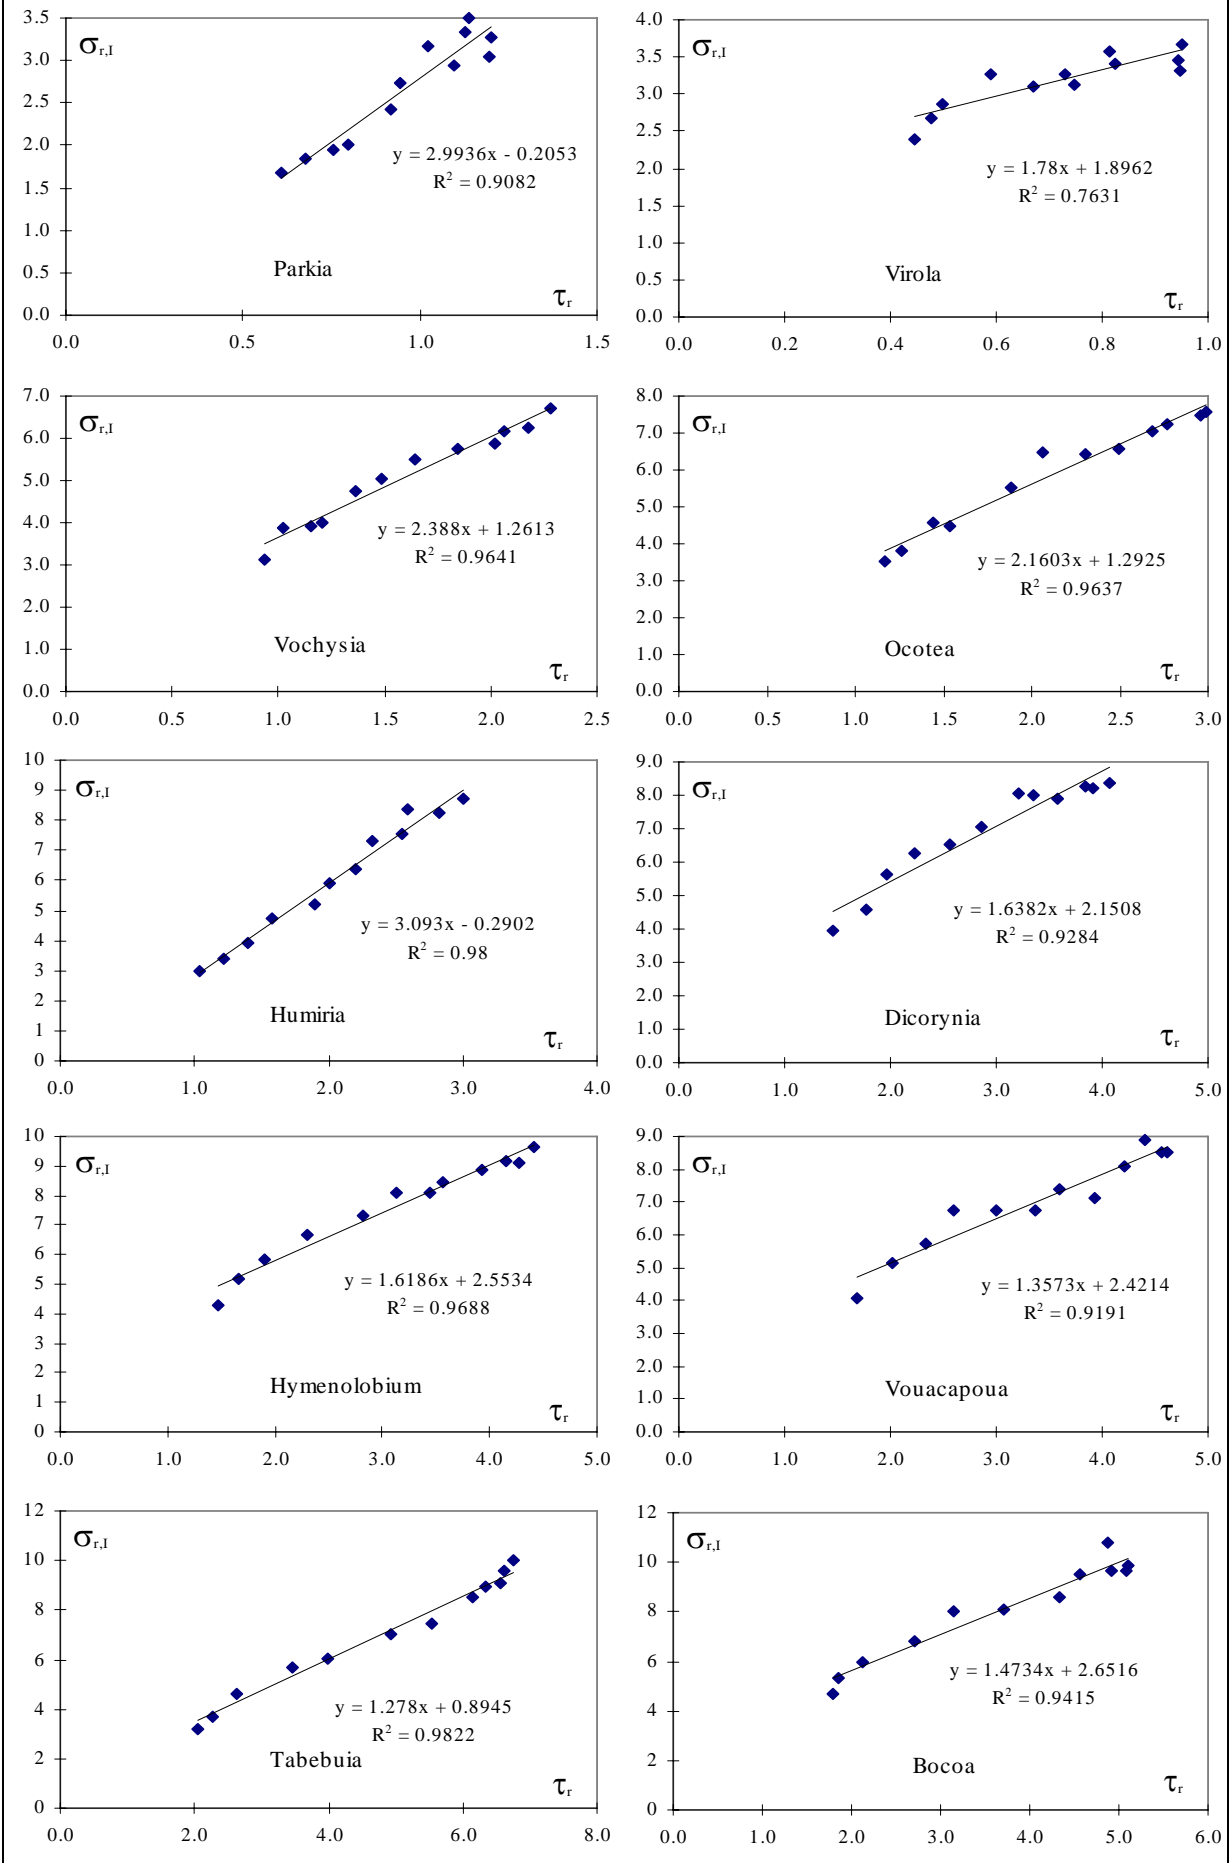 3.5
3.0
2.5
2.0
1.5
1.0
0.5
0.0
σr,I
y = 2.9936x - 0.2053
R² = 0.9082
Parkia
τr
0.0 0.5 1.0 1.5
4.0
3.5
3.0
2.5
2.0
1.5
1.0
0.5
0.0
σr,I
y = 1.78x + 1.8962
R² = 0.7631
Virola
τr
0.0 0.2 0.4 0.6 0.8 1.0
7.0
6.0
5.0
4.0
3.0
2.0
1.0
0.0
σr,I
y = 2.388x + 1.2613
R² = 0.9641
Vochysia
τr
0.0 0.5 1.0 1.5 2.0 2.5
8.0
7.0
6.0
5.0
4.0
3.0
2.0
1.0
0.0
σr,I
y = 2.1603x + 1.2925
R² = 0.9637
Ocotea
τr
0.0 0.5 1.0 1.5 2.0 2.5 3.0
10
9
8
7
6
5
4
3
2
1
0
σr,I
y = 3.093x - 0.2902
R² = 0.98
Humiria
τr
0.0 1.0 2.0 3.0 4.0
9.0
8.0
7.0
6.0
5.0
4.0
3.0
2.0
1.0
0.0
σr,I
y = 1.6382x + 2.1508
R² = 0.9284
Dicorynia
τr
0.0 1.0 2.0 3.0 4.0 5.0
10
9
8
7
6
5
4
3
2
1
0
σr,I
y = 1.6186x + 2.5534
R² = 0.9688
Hymenolobium
τr
0.0 1.0 2.0 3.0 4.0 5.0
9.0
8.0
7.0
6.0
5.0
4.0
3.0
2.0
1.0
0.0
σr,I
y = 1.3573x + 2.4214
R² = 0.9191
Vouacapoua
τr
0.0 1.0 2.0 3.0 4.0 5.0
12
10
8
6
4
2
0
σr,I
y = 1.278x + 0.8945
R² = 0.9822
Tabebuia
τr
0.0 2.0 4.0 6.0 8.0
12
10
8
6
4
2
0
σr,I
y = 1.4734x + 2.6516
R² = 0.9415
Bocoa
τr
0.0 1.0 2.0 3.0 4.0 5.0 6.0